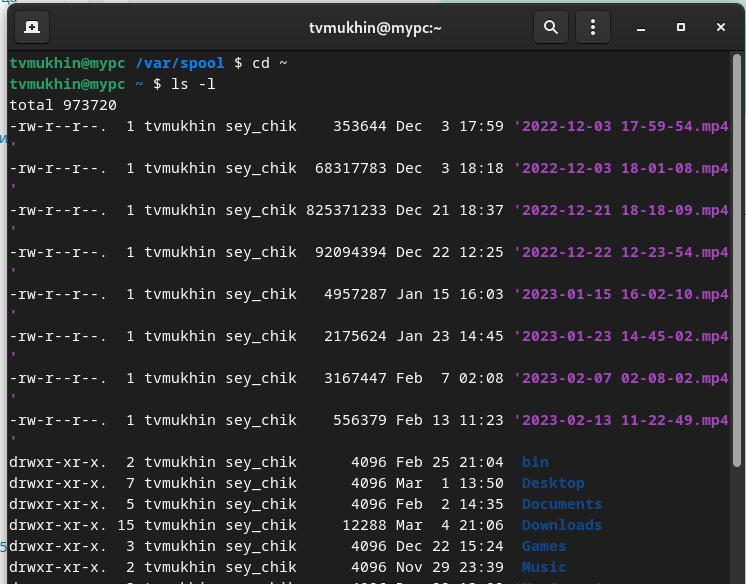 tvmukhin@mypc:~
tvmukhin@mypc /var/spool $ cd ~
tvmukhin@mypc ~ $ ls -l
total 973720
-rw-r--r--.  1 tvmukhin sey_chik    353644 Dec  3 17:59 '2022-12-03 17-59-54.mp4
'
-rw-r--r--.  1 tvmukhin sey_chik  68317783 Dec  3 18:18 '2022-12-03 18-01-08.mp4
'
-rw-r--r--.  1 tvmukhin sey_chik 825371233 Dec 21 18:37 '2022-12-21 18-18-09.mp4
'
-rw-r--r--.  1 tvmukhin sey_chik  92094394 Dec 22 12:25 '2022-12-22 12-23-54.mp4
'
-rw-r--r--.  1 tvmukhin sey_chik   4957287 Jan 15 16:03 '2023-01-15 16-02-10.mp4
'
-rw-r--r--.  1 tvmukhin sey_chik   2175624 Jan 23 14:45 '2023-01-23 14-45-02.mp4
'
-rw-r--r--.  1 tvmukhin sey_chik   3167447 Feb  7 02:08 '2023-02-07 02-08-02.mp4
'
-rw-r--r--.  1 tvmukhin sey_chik    556379 Feb 13 11:23 '2023-02-13 11-22-49.mp4
'
drwxr-xr-x.  2 tvmukhin sey_chik      4096 Feb 25 21:04  bin
drwxr-xr-x.  7 tvmukhin sey_chik      4096 Mar  1 13:50  Desktop
drwxr-xr-x.  5 tvmukhin sey_chik      4096 Feb  2 14:35  Documents
drwxr-xr-x. 15 tvmukhin sey_chik     12288 Mar  4 21:06  Downloads
drwxr-xr-x.  3 tvmukhin sey_chik      4096 Dec 22 15:24  Games
drwxr-xr-x.  2 tvmukhin sey_chik      4096 Nov 29 23:39  Music